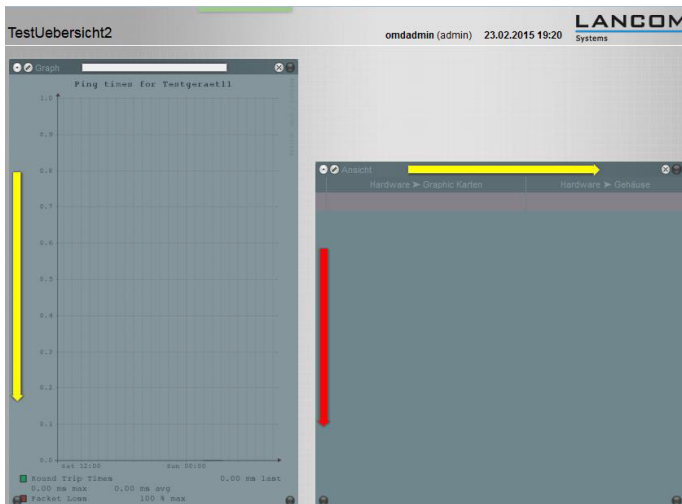 TestUebersicht2
omdadmin (admin) 23.02.2015 19:20
LANCOM
Systems
Graph
Ping times for Testgeraet11
1.0
0.9
0.8
0.7
0.6
0.5
0.4
0.3
0.2
0.1
0.0
Sat 12:00 Sun 00:00
Round Trip Times 0.00 ms last
0.00 ms max 0.00 ms avg
Packet Loss 100 % max
Ansicht
Hardware ➤ Graphic Karten Hardware ➤ Gehäuse